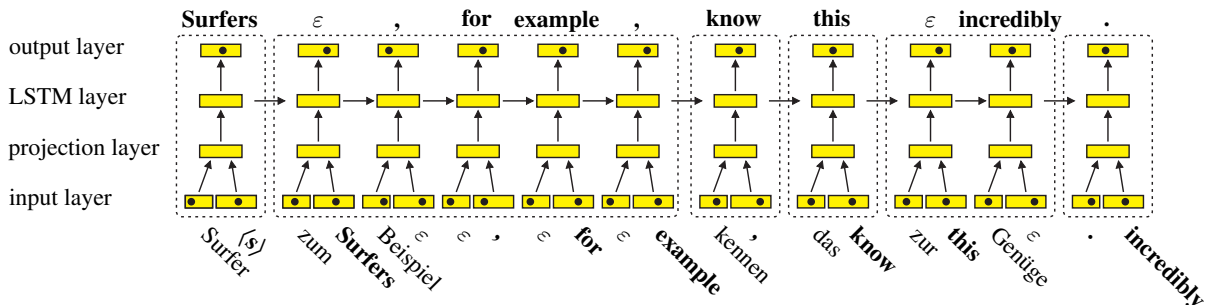 Surfers ε , for example , know this ε incredibly .
output layer
LSTM layer
projection layer
input layer
Surfer ⟨s⟩ zum Surfers Beispiel ε ε , ε for ε example kennen , das know zur this Genüge ε . incredibly